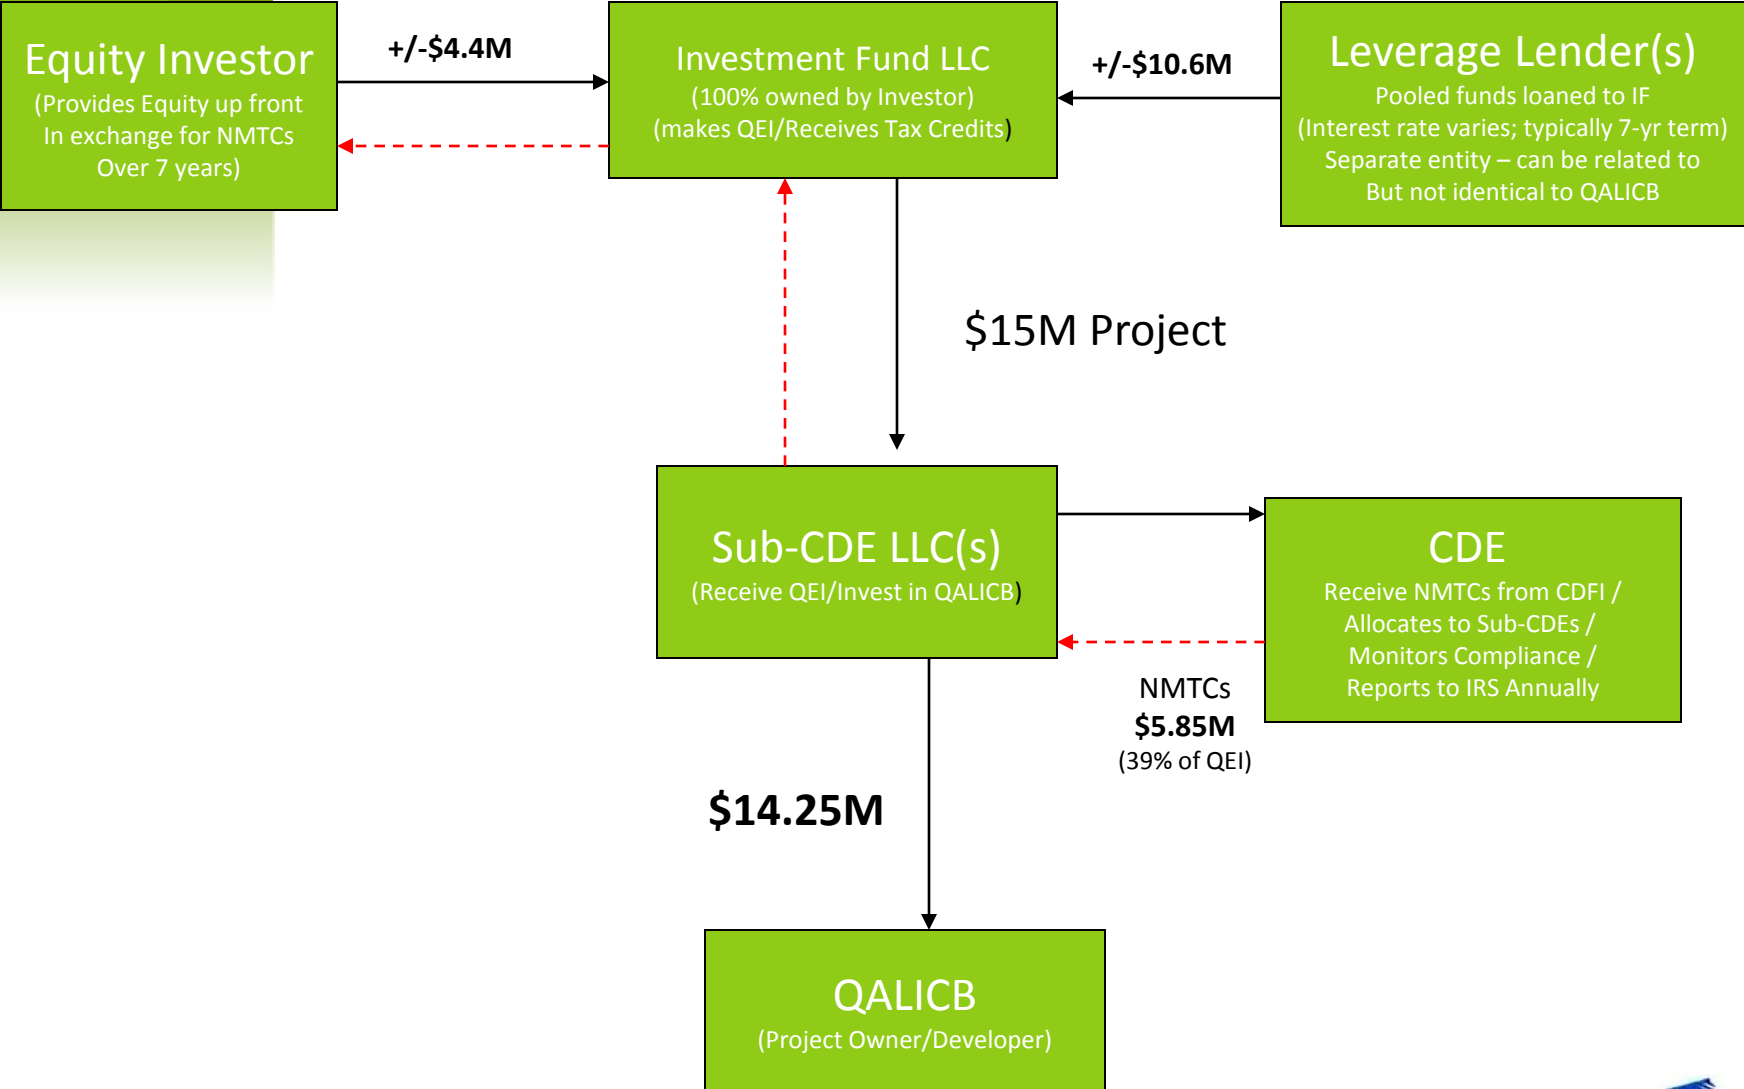 Equity Investor
(Provides Equity up front
In exchange for NMTCs
Over 7 years)
+/-$4.4M
Investment Fund LLC
(100% owned by Investor)
(makes QEI/Receives Tax Credits)
+/-$10.6M
Leverage Lender(s)
Pooled funds loaned to IF
(Interest rate varies; typically 7-yr term)
Separate entity – can be related to
But not identical to QALICB
$15M Project
Sub-CDE LLC(s)
(Receive QEI/Invest in QALICB)
CDE
Receive NMTCs from CDFI /
Allocates to Sub-CDEs /
Monitors Compliance /
Reports to IRS Annually
NMTCs
$5.85M
(39% of QEI)
$14.25M
QALICB
(Project Owner/Developer)